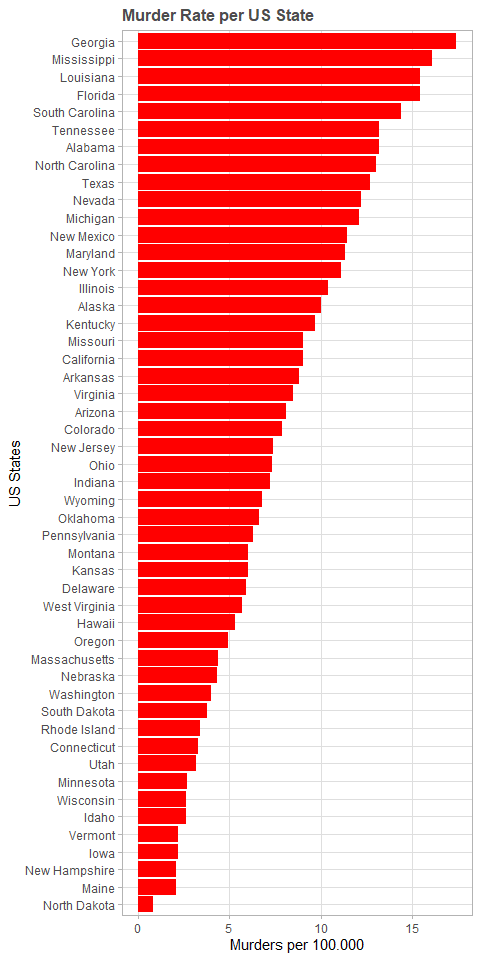 Murder Rate per US State
Georgia
Mississippi
Louisiana
Florida
South Carolina
Tennessee
Alabama
North Carolina
Texas
Nevada
Michigan
New Mexico
Maryland
New York
Illinois
Alaska
Kentucky
Missouri
California
Arkansas
Virginia
Arizona
Colorado
New Jersey
Ohio
Indiana
Wyoming
Oklahoma
Pennsylvania
Montana
Kansas
Delaware
West Virginia
Hawaii
Oregon
Massachusetts
Nebraska
Washington
South Dakota
Rhode Island
Connecticut
Utah
Minnesota
Wisconsin
Idaho
Vermont
Iowa
New Hampshire
Maine
North Dakota
US States
0 5 10 15
Murders per 100.000